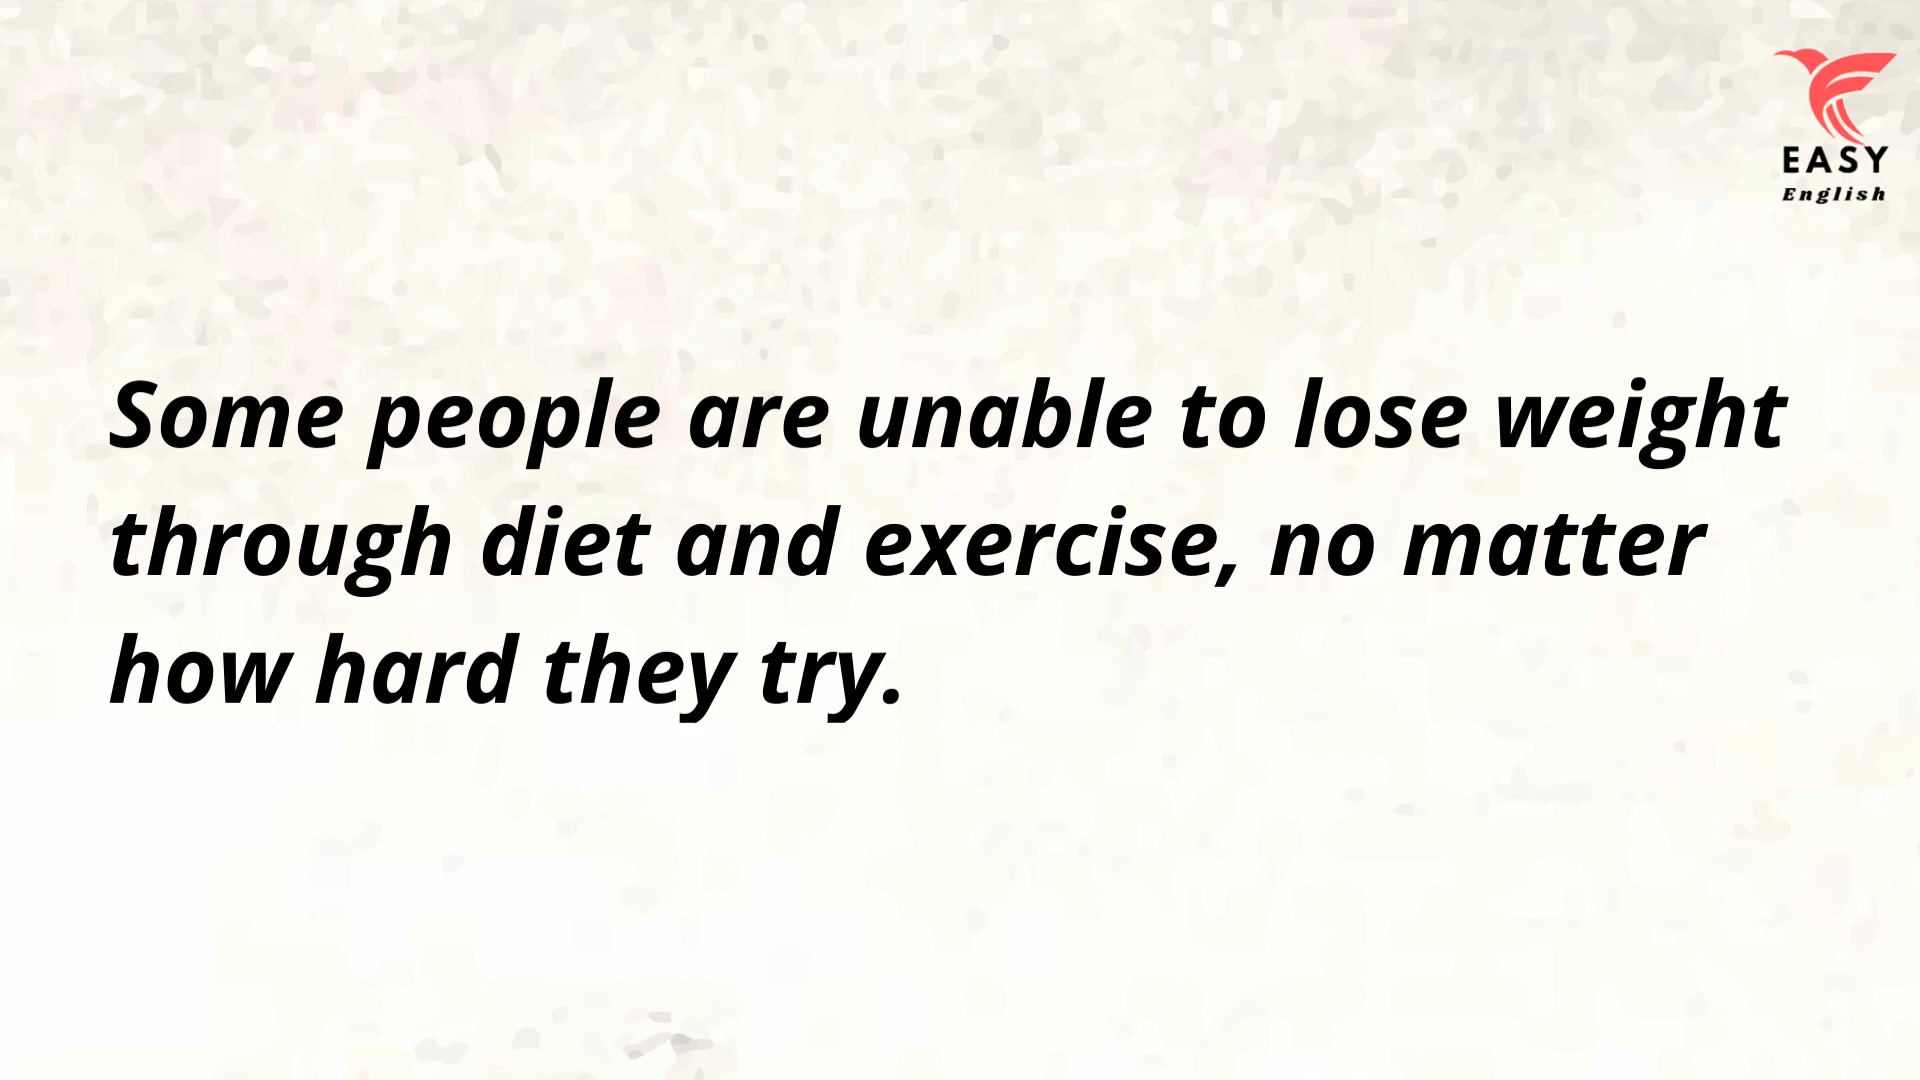 EASY
English
Some people are unable to lose weight
through diet and exercise, no matter
how hard they try.